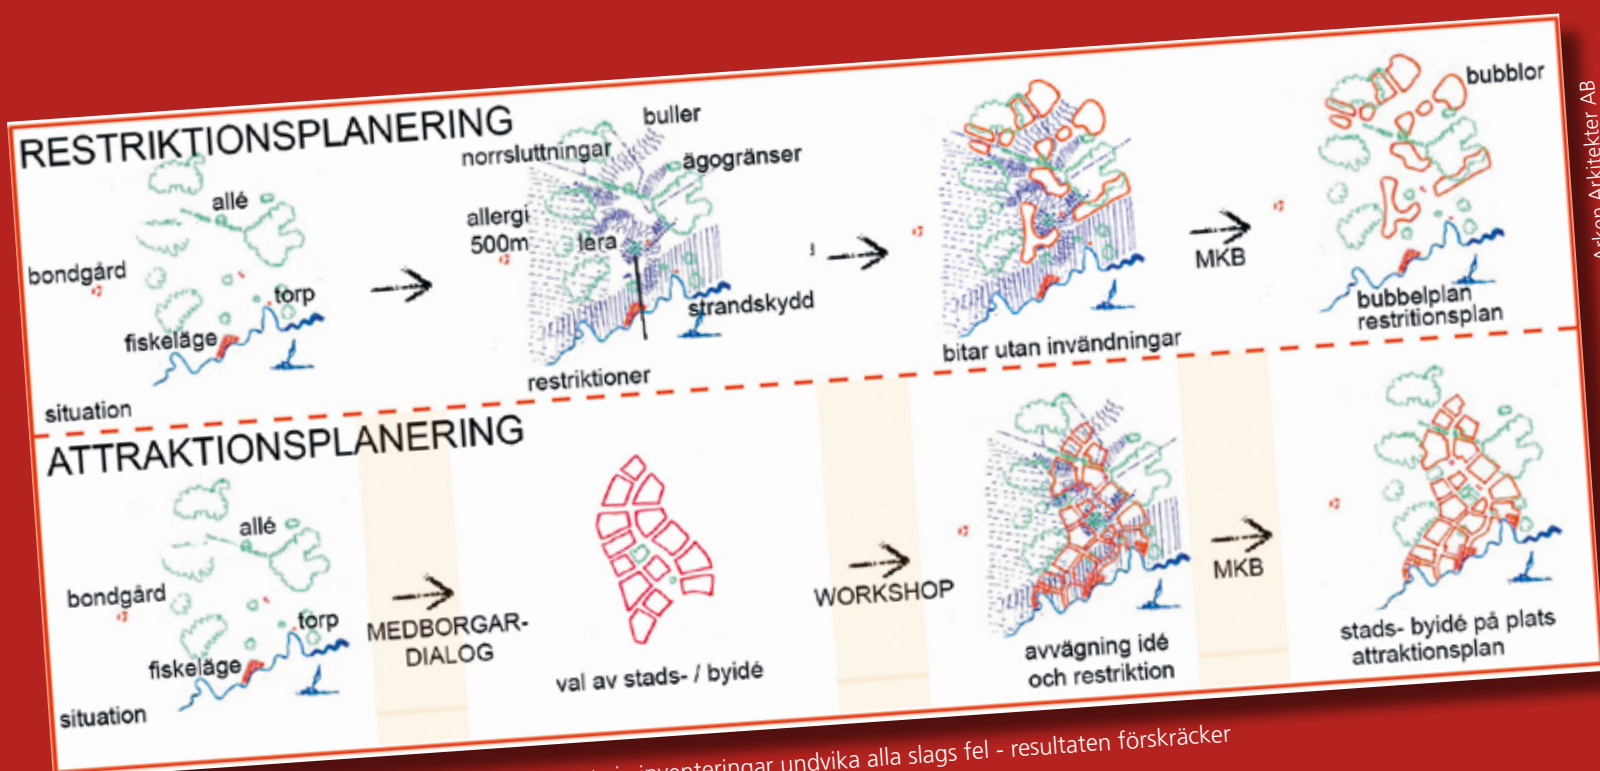 RESTRIKTIONSPLANERING
allé
bondgård
torp
fiskeläge
situation
buller
norrsluttningar
ägogränser
allergi
500m
lera
strandskydd
restriktioner
bitar utan invändningar
MKB
bubblor
bubbelplan
restritionsplan
ATTRAKTIONSPLANERING
allé
bondgård
torp
fiskeläge
situation
MEDBORGAR-
DIALOG
val av stads- / byidé
WORKSHOP
avvägning idé
och restriktion
MKB
stads- byidé på plats
attraktionsplan
Arken Arkitekter AB
inventeringar undvika alla slags fel - resultaten förskräcker